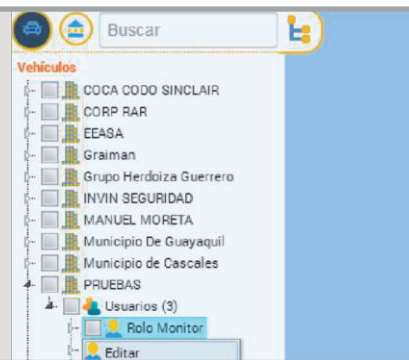 Buscar
Vehículos
COCA CODO SINCLAIR
CORP RAR
EEASA
Graiman
Grupo Herdoiza Guerrero
INVIN SEGURIDAD
MANUEL MORETA
Municipio De Guayaquil
Municipio de Cascales
PRUEBAS
Usuarios (3)
Rolo Monitor
Editar